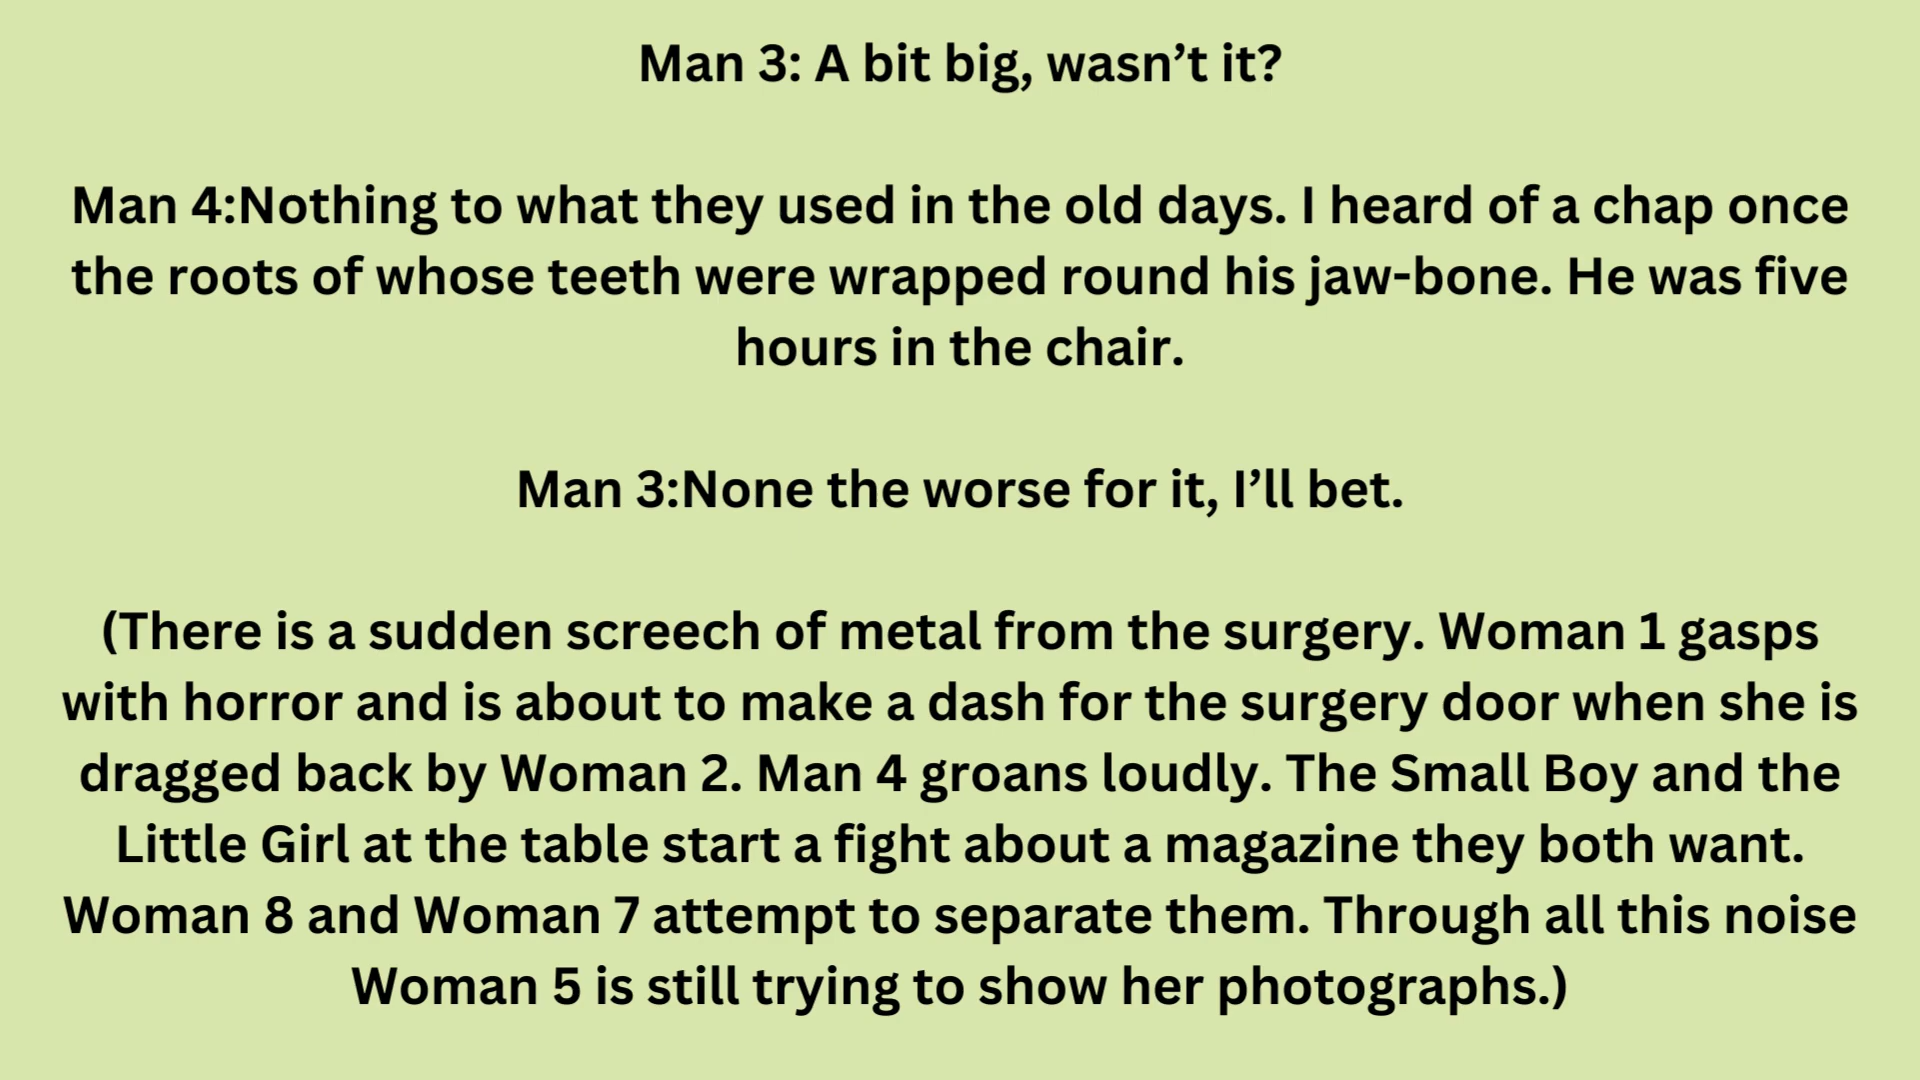 Man 3: A bit big, wasn’t it?
Man 4:Nothing to what they used in the old days. I heard of a chap once
the roots of whose teeth were wrapped round his jaw-bone. He was five
hours in the chair.
Man 3:None the worse for it, I’ll bet.
(There is a sudden screech of metal from the surgery. Woman 1 gasps
with horror and is about to make a dash for the surgery door when she is
dragged back by Woman 2. Man 4 groans loudly. The Small Boy and the
Little Girl at the table start a fight about a magazine they both want.
Woman 8 and Woman 7 attempt to separate them. Through all this noise
Woman 5 is still trying to show her photographs.)